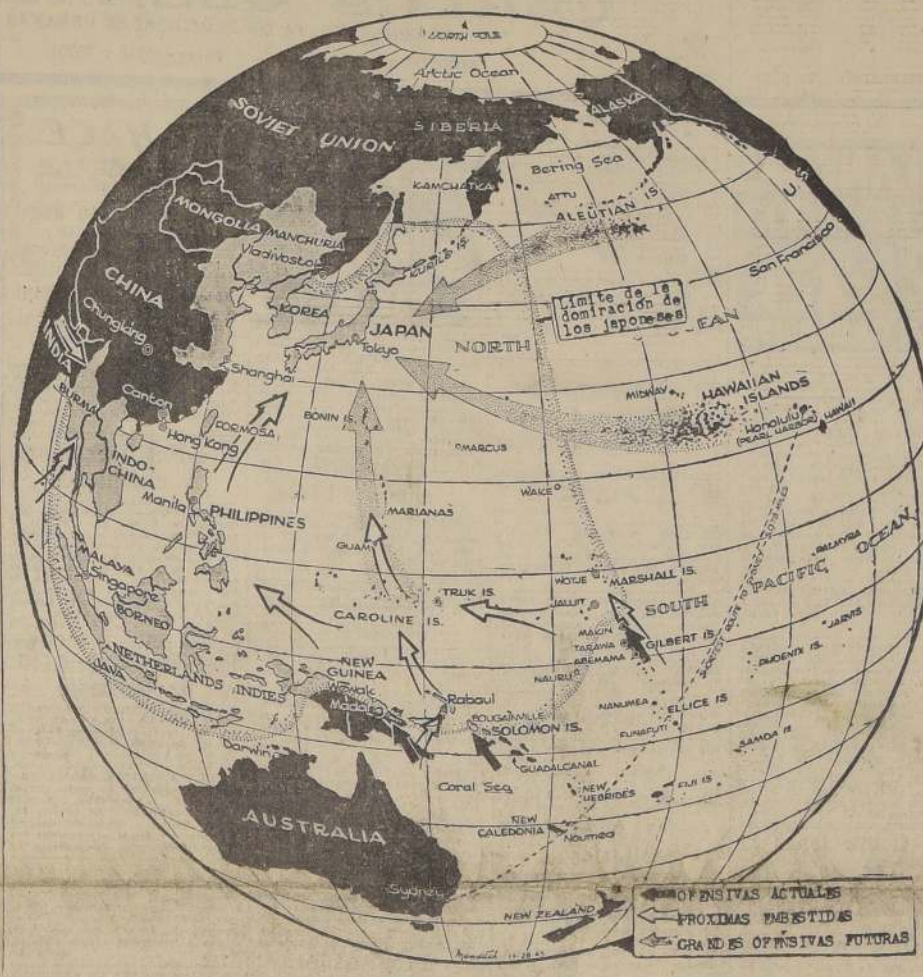 NORTH POLE
Arctic Ocean
SOVIET UNION
SIBERIA
ALASKA
Bering Sea
KAMCHATKA
ATTU
ALEUTIAN IS.
U S
San Francisco
MONGOLIA
MANCHURIA
Vladivostok
KURILE IS.
CHINA
Chungking
KOREA
JAPAN
Tokyo
Limite de la
domiración de
los japoneses
NORTH
OCEAN
INDIA
BURMA
Shanghai
Canton
Hong Kong
FORMOSA
BONIN IS.
MARCUS
MIDWAY
HAWAIIAN
ISLANDS
Honolulu
(PEARL HARBOR)
HAWAII
INDO-
CHINA
Manila
PHILIPPINES
MARIANAS
WAKE
GUAM
MALAYA
Singapore
BORNEO
TRUK IS.
CAROLINE IS.
WOTJE
MARSHALL IS.
JALUIT
SOUTH
PACIFIC
OCEAN
PALMYRA
JARVIS
MAKIN
TARAWA
ABEMAMA
GILBERT IS.
NAURU
PHOENIX IS.
NETHERLANDS INDIES
JAVA
NEW
GUINEA
Wewak
Madang
Rabaul
BOUGAINVILLE
SOLOMON IS.
GUADALCANAL
NANUMEA
ELLICE IS
FUNAFUTI
SAMOA IS
Darwin
Coral Sea
NEW
HEBRIDES
FIJI IS.
AUSTRALIA
NEW
CALEDONIA
Noumea
Sydney
NEW ZEALAND
OFENSIVAS ACTUALES
PROXIMAS EMBESTIDAS
GRANDES OFENSIVAS FUTURAS